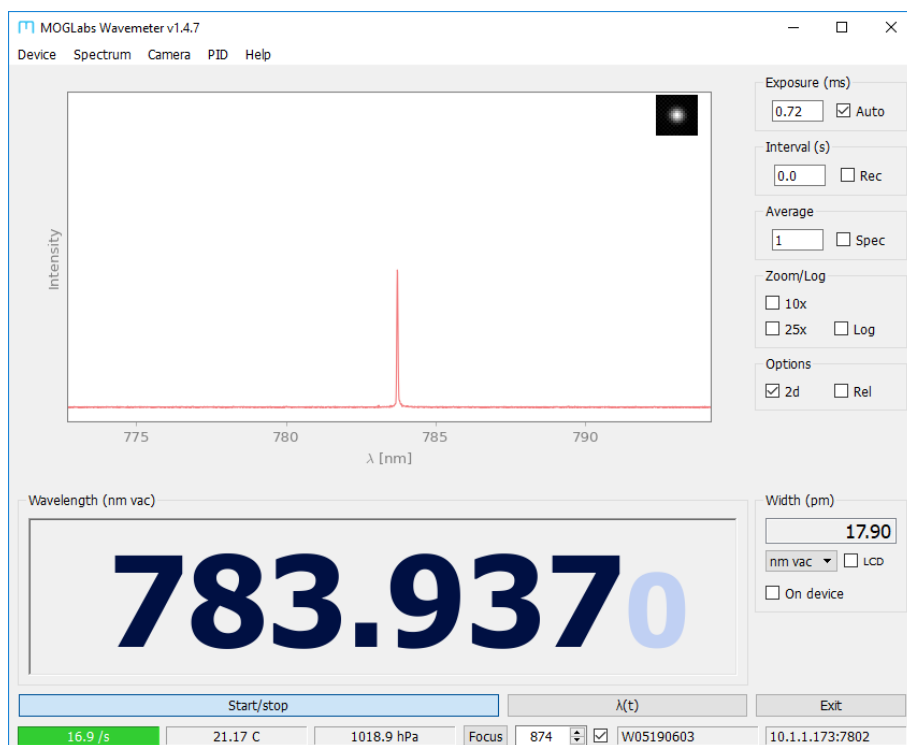 MOGLabs Wavemeter v1.4.7
Device Spectrum Camera PID Help
Intensity
775 780 785 790
λ [nm]
Exposure (ms)
0.72 Auto
Interval (s)
0.0 Rec
Average
1 Spec
Zoom/Log
10x
25x Log
Options
2d Rel
Wavelength (nm vac)
783.9370
Width (pm)
17.90
nm vac LCD
On device
Start/stop λ(t) Exit
16.9 /s 21.17 C 1018.9 hPa Focus 874 W05190603 10.1.1.173:7802